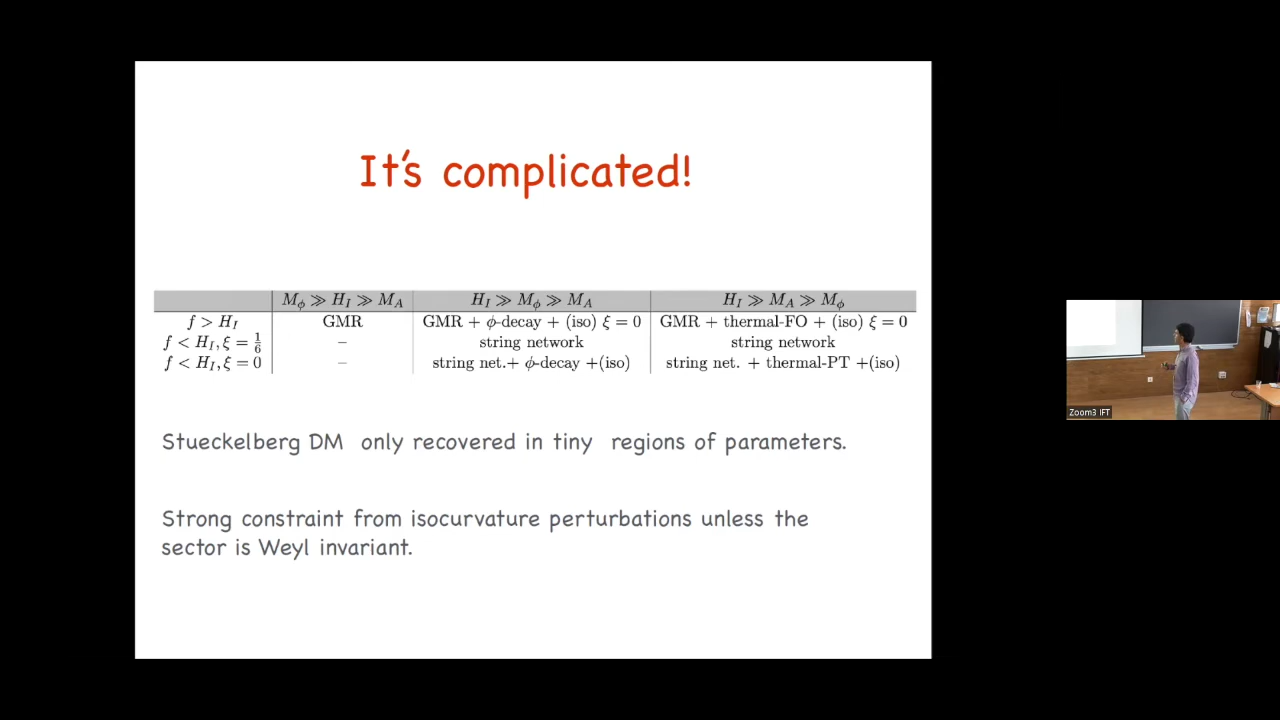 It's complicated!
M_ϕ ≫ H_I ≫ M_A H_I ≫ M_ϕ ≫ M_A H_I ≫ M_A ≫ M_ϕ
f > H_I GMR GMR + ϕ-decay + (iso) ξ = 0 GMR + thermal-FO + (iso) ξ = 0
f < H_I, ξ = 1/6 – string network string network
f < H_I, ξ = 0 – string net.+ ϕ-decay +(iso) string net. + thermal-PT +(iso)
Stueckelberg DM only recovered in tiny regions of parameters.
Strong constraint from isocurvature perturbations unless the
sector is Weyl invariant.
Zoom3 IFT